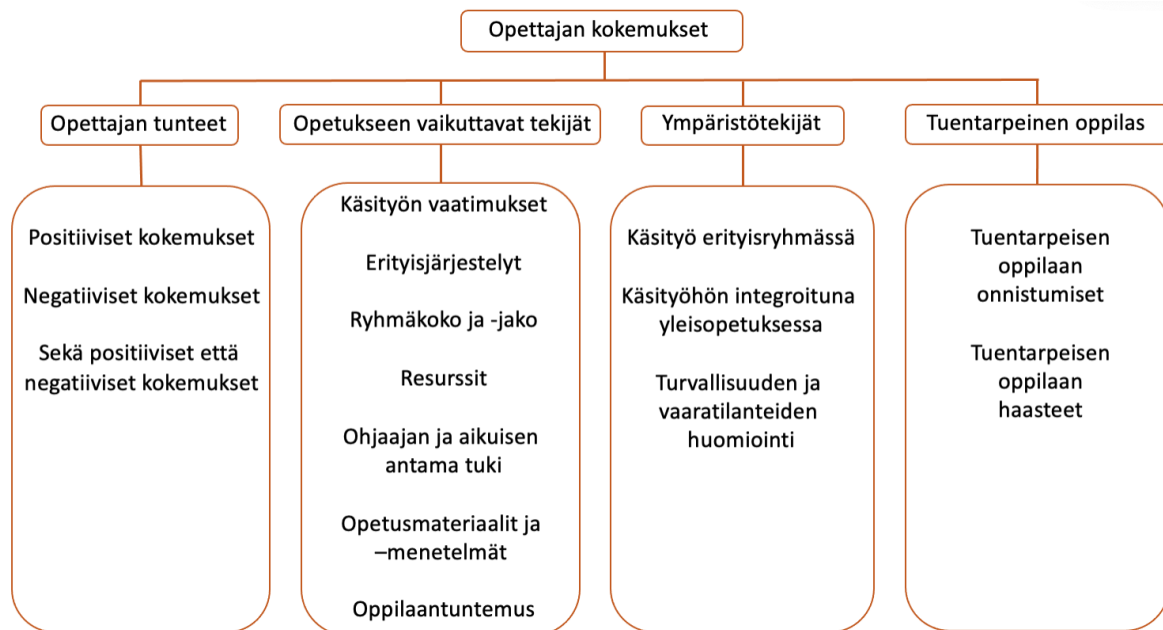 Opettajan kokemukset
Opettajan tunteet
Opetukseen vaikuttavat tekijät
Ympäristötekijät
Tuentarpeinen oppilas
Positiiviset kokemukset
Negatiiviset kokemukset
Sekä positiiviset että
negatiiviset kokemukset
Käsityön vaatimukset
Erityisjärjestelyt
Ryhmäkoko ja -jako
Resurssit
Ohjaajan ja aikuisen
antama tuki
Opetusmateriaalit ja
–menetelmät
Oppilaantuntemus
Käsityö erityisryhmässä
Käsityöhön integroituna
yleisopetuksessa
Turvallisuuden ja
vaaratilanteiden
huomiointi
Tuentarpeisen
oppilaan
onnistumiset
Tuentarpeisen
oppilaan
haasteet